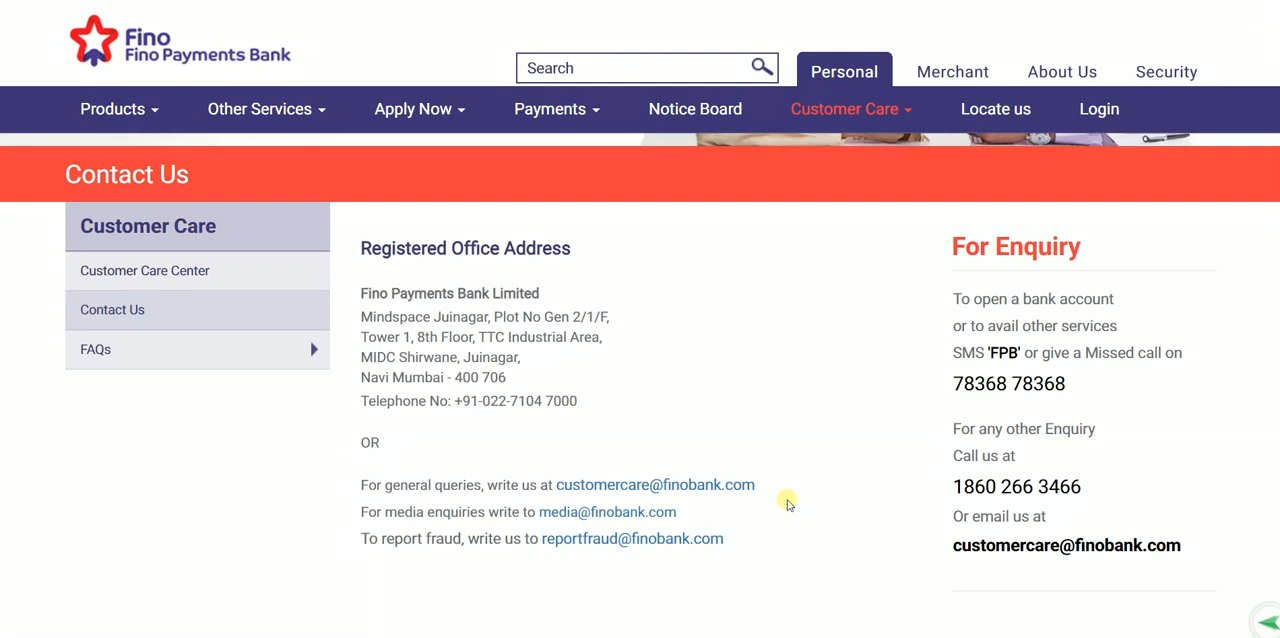 Fino
Fino Payments Bank
Search
Personal
Merchant
About Us
Security
Products
Other Services
Apply Now
Payments
Notice Board
Customer Care
Locate us
Login
Contact Us
Customer Care
Customer Care Center
Contact Us
FAQs
Registered Office Address
Fino Payments Bank Limited
Mindspace Juinagar, Plot No Gen 2/1/F,
Tower 1, 8th Floor, TTC Industrial Area,
MIDC Shirwane, Juinagar,
Navi Mumbai - 400 706
Telephone No: +91-022-7104 7000
OR
For general queries, write us at customercare@finobank.com
For media enquiries write to media@finobank.com
To report fraud, write us to reportfraud@finobank.com
For Enquiry
To open a bank account
or to avail other services
SMS 'FPB' or give a Missed call on
78368 78368
For any other Enquiry
Call us at
1860 266 3466
Or email us at
customercare@finobank.com